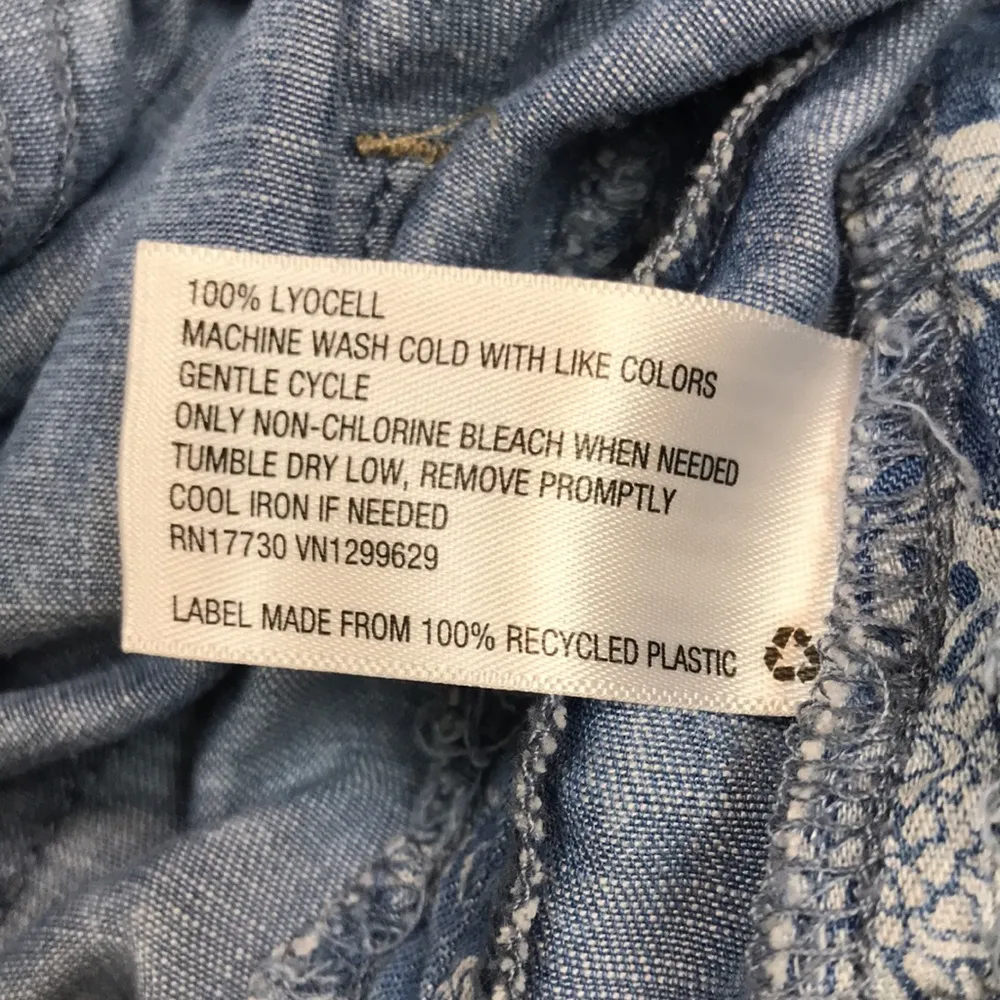 100% LYOCELL
MACHINE WASH COLD WITH LIKE COLORS
GENTLE CYCLE
ONLY NON-CHLORINE BLEACH WHEN NEEDED
TUMBLE DRY LOW, REMOVE PROMPTLY
COOL IRON IF NEEDED
RN17730 VN1299629
LABEL MADE FROM 100% RECYCLED PLASTIC